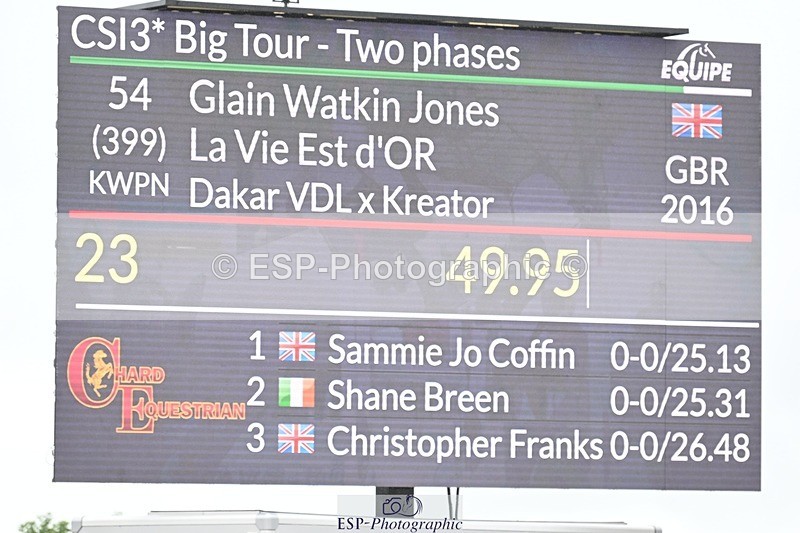 CSI3* Big Tour - Two phases
EQUIPE
54 Glain Watkin Jones
(399) La Vie Est d'OR GBR
KWPN Dakar VDL x Kreator 2016
23 49.95
© ESP-Photographic ©
1 Sammie Jo Coffin 0-0/25.13
2 Shane Breen 0-0/25.31
3 Christopher Franks 0-0/26.48
CHARD
EQUESTRIAN
ESP-Photographic